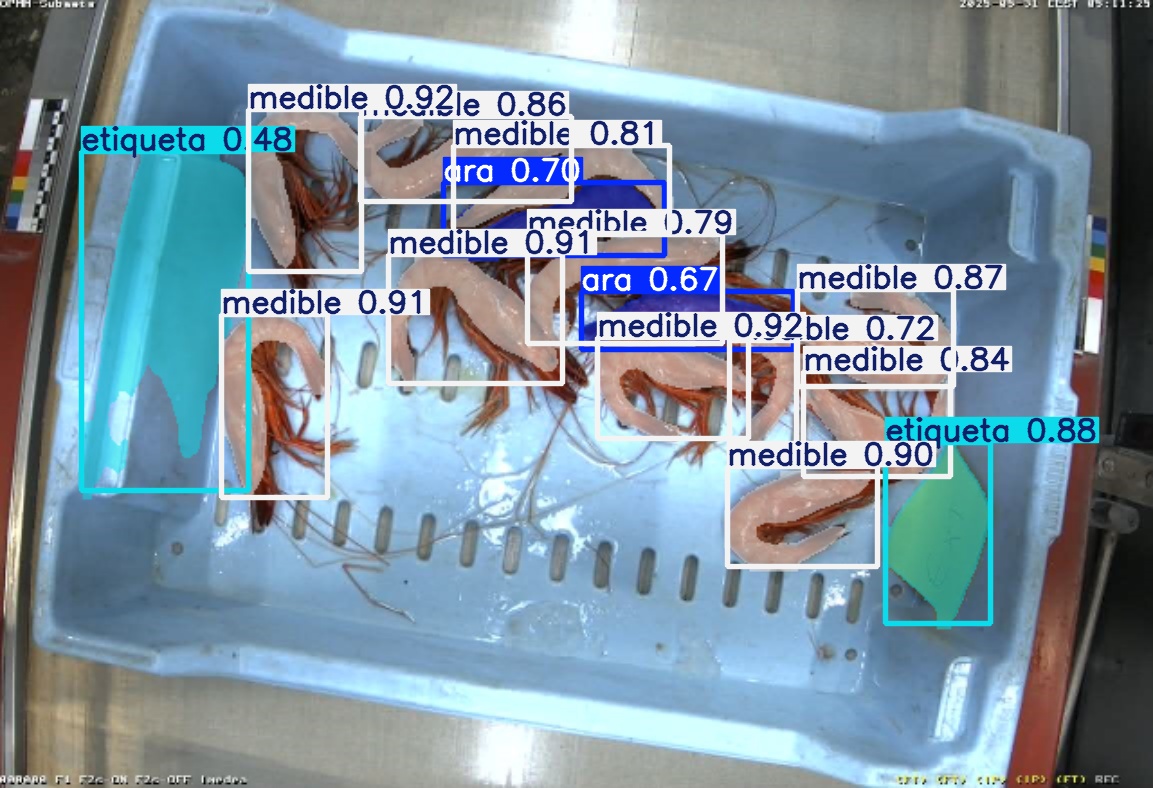 medible 0.92
le 0.86
medible 0.81
etiqueta 0.48
ara 0.70
medible 0.79
medible 0.91
ara 0.67
medible 0.87
medible 0.91
medible 0.92
ble 0.72
medible 0.84
etiqueta 0.88
medible 0.90